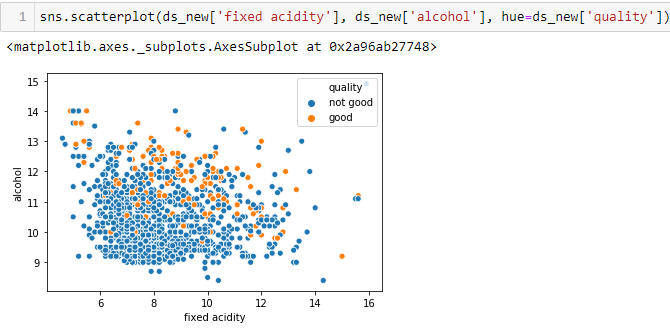 1 sns.scatterplot(ds_new['fixed acidity'], ds_new['alcohol'], hue=ds_new['quality'])
<matplotlib.axes._subplots.AxesSubplot at 0x2a96ab27748>
15
14
13
12
11
10
9
alcohol
quality
not good
good
6 8 10 12 14 16
fixed acidity